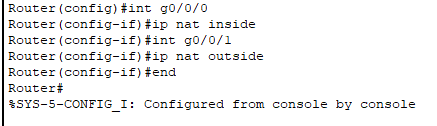 Router(config)#int g0/0/0
Router(config-if)#ip nat inside
Router(config-if)#int g0/0/1
Router(config-if)#ip nat outside
Router(config-if)#end
Router#
%SYS-5-CONFIG_I: Configured from console by console